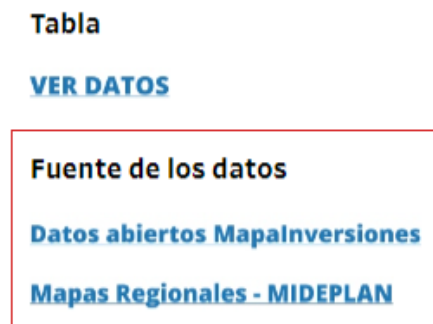 Tabla
VER DATOS
Fuente de los datos
Datos abiertos MapaInversiones
Mapas Regionales - MIDEPLAN